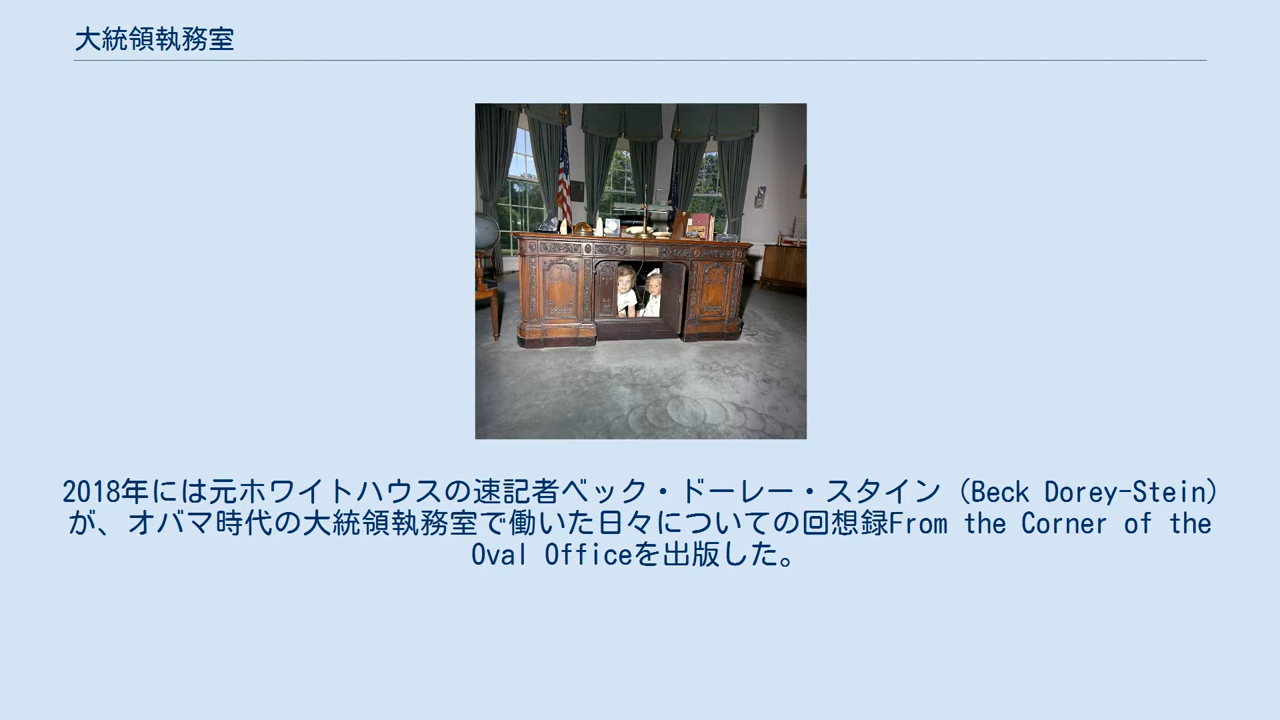 大統領執務室
2018年には元ホワイトハウスの速記者ベック・ドーレー・スタイン（Beck Dorey-Stein）
が、オバマ時代の大統領執務室で働いた日々についての回想録From the Corner of the
Oval Officeを出版した。